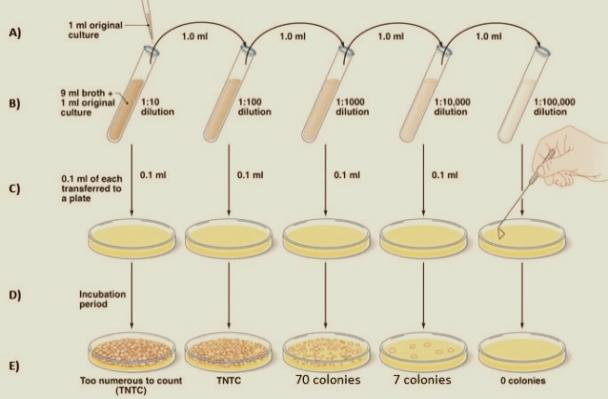 A)
1 ml original
culture
1.0 ml
1.0 ml
1.0 ml
1.0 ml
B)
9 ml broth +
1 ml original
culture
1:10
dilution
1:100
dilution
1:1000
dilution
1:10,000
dilution
1:100,000
dilution
C)
0.1 ml of each
transferred to
a plate
0.1 ml
0.1 ml
0.1 ml
0.1 ml
D)
Incubation
period
E)
Too numerous to count
(TNTC)
TNTC
70 colonies
7 colonies
0 colonies